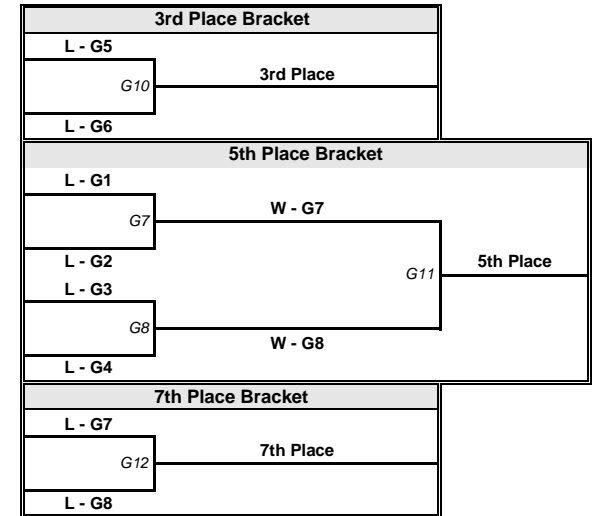 3rd Place Bracket
L - G5
G10
3rd Place
L - G6
5th Place Bracket
L - G1
G7
W - G7
L - G2
L - G3
G11
5th Place
G8
W - G8
L - G4
7th Place Bracket
L - G7
G12
7th Place
L - G8